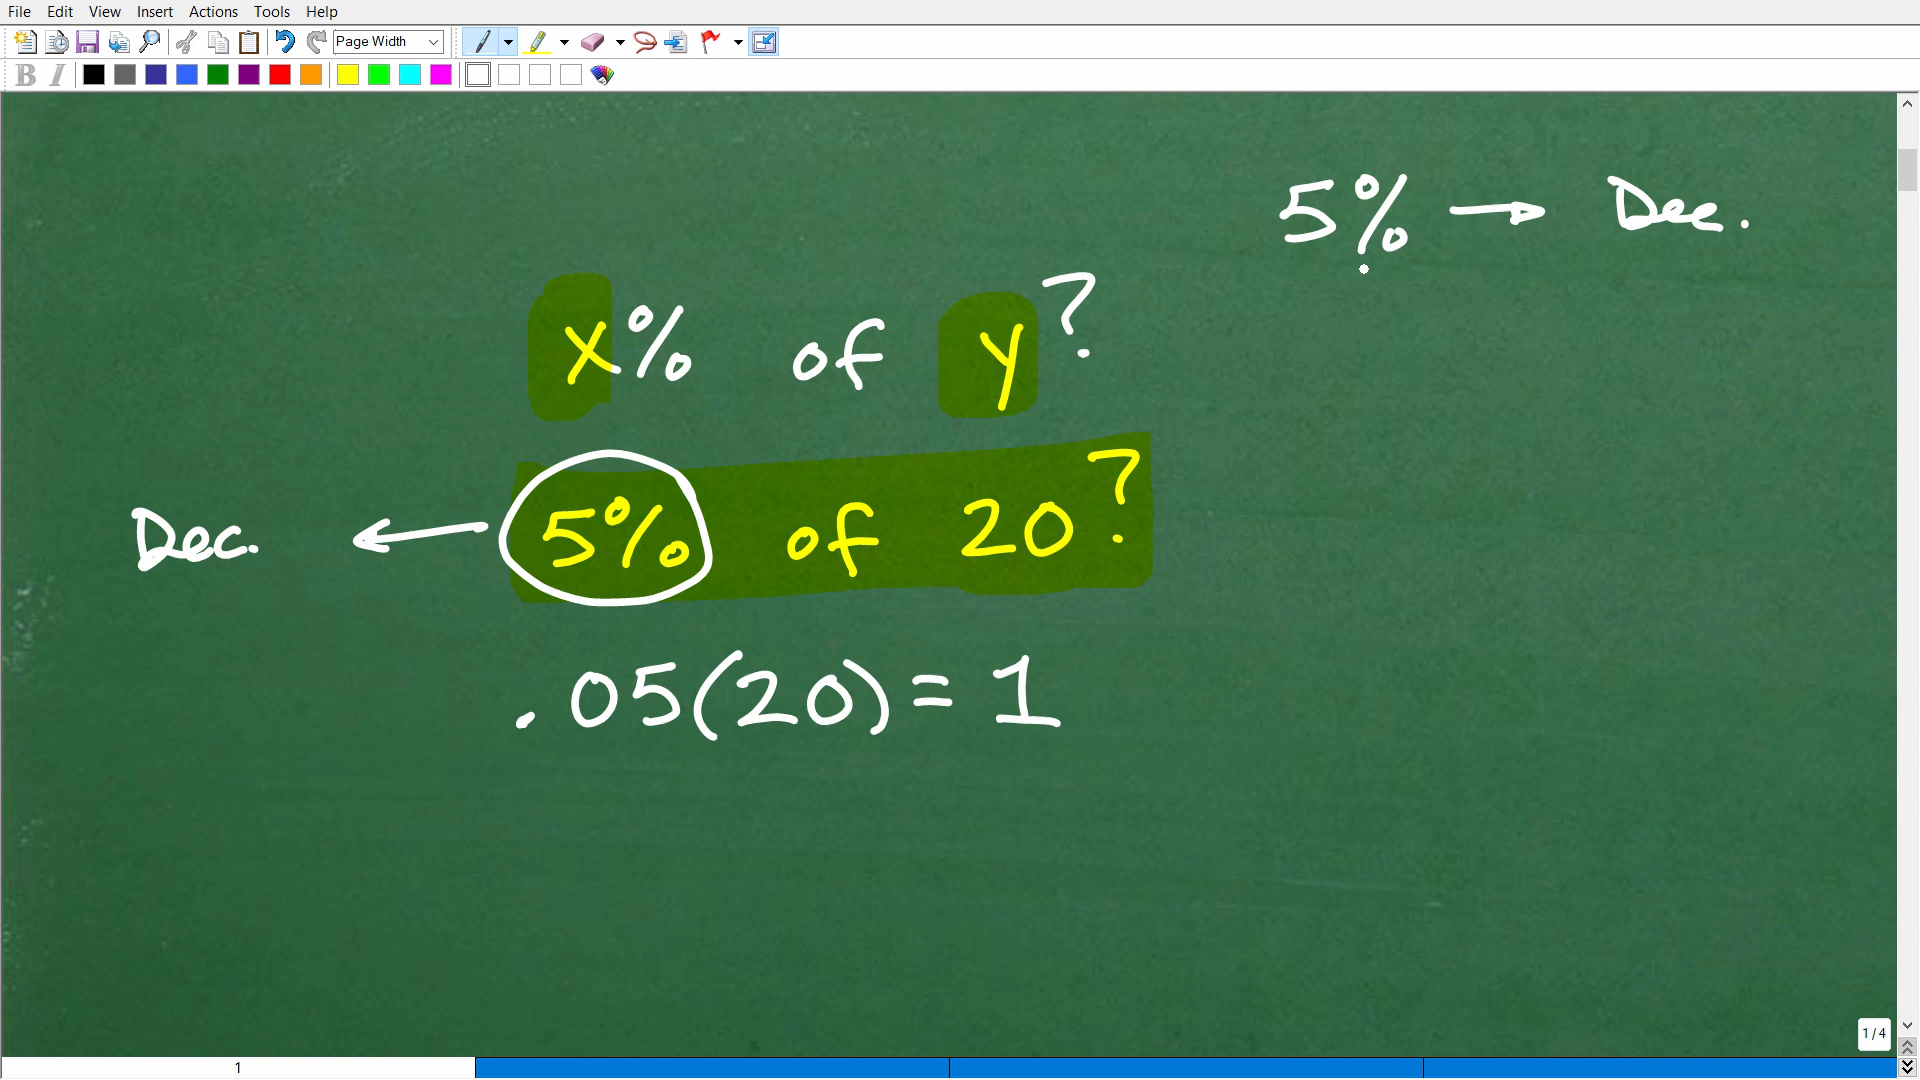 File Edit View Insert Actions Tools Help
Page Width
B I
5% → Dec.
x% of y?
Dec. ← 5% of 20?
.05(20) = 1
1 / 4
1